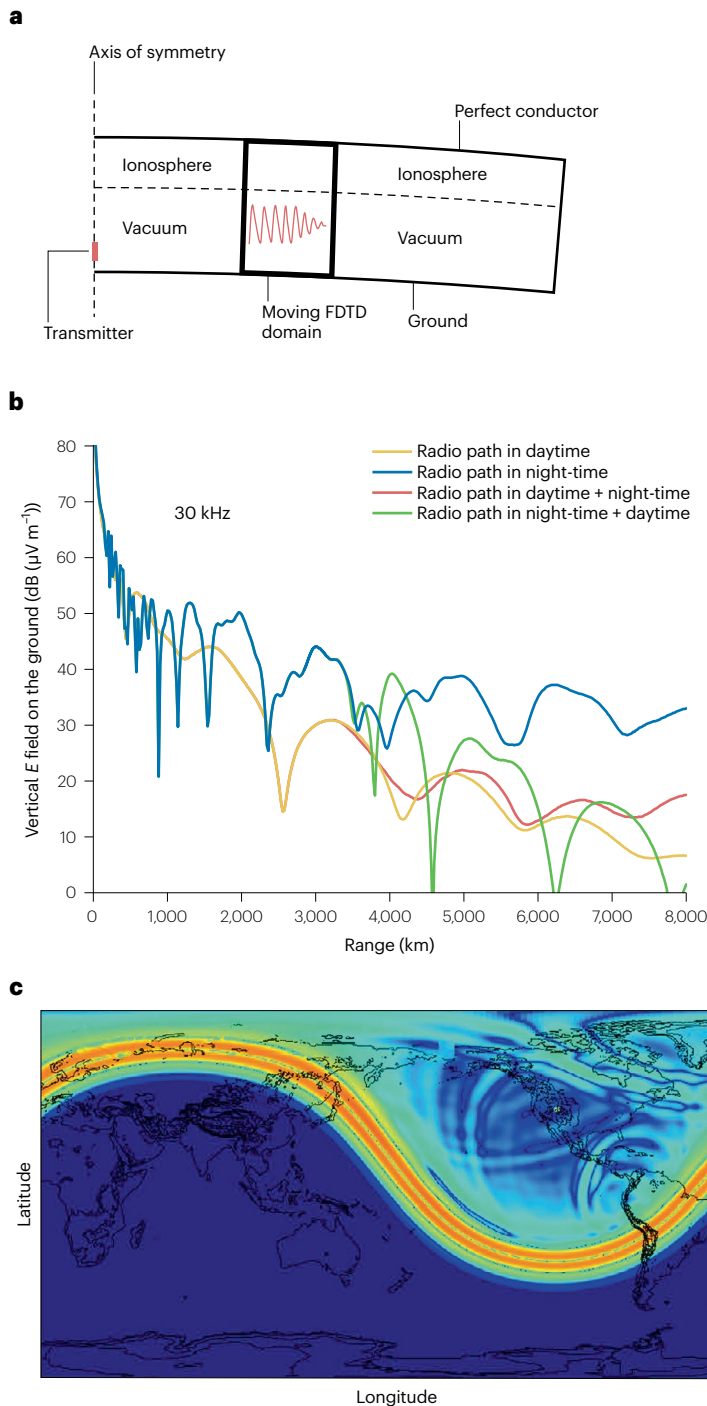 a
Axis of symmetry
Perfect conductor
Ionosphere
Ionosphere
Vacuum
Vacuum
Transmitter
Moving FDTD
domain
Ground
b
80
70
60
50
40
30
20
10
0
Vertical E field on the ground (dB (μV m⁻¹))
30 kHz
Radio path in daytime
Radio path in night-time
Radio path in daytime + night-time
Radio path in night-time + daytime
0
1,000
2,000
3,000
4,000
5,000
6,000
7,000
8,000
Range (km)
c
Latitude
Longitude